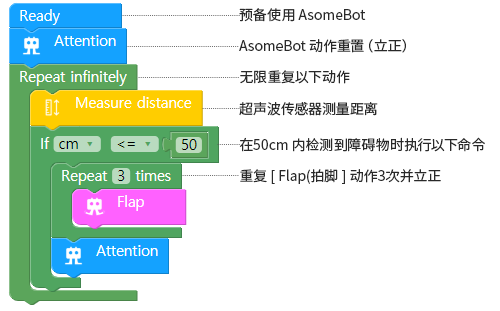 Ready 预备使用 AsomeBot
Attention AsomeBot 动作重置（立正）
Repeat infinitely 无限重复以下动作
Measure distance 超声波传感器测量距离
If cm <= 50 在50cm 内检测到障碍物时执行以下命令
Repeat 3 times 重复 [ Flap(拍脚 ] 动作3次并立正
Flap
Attention